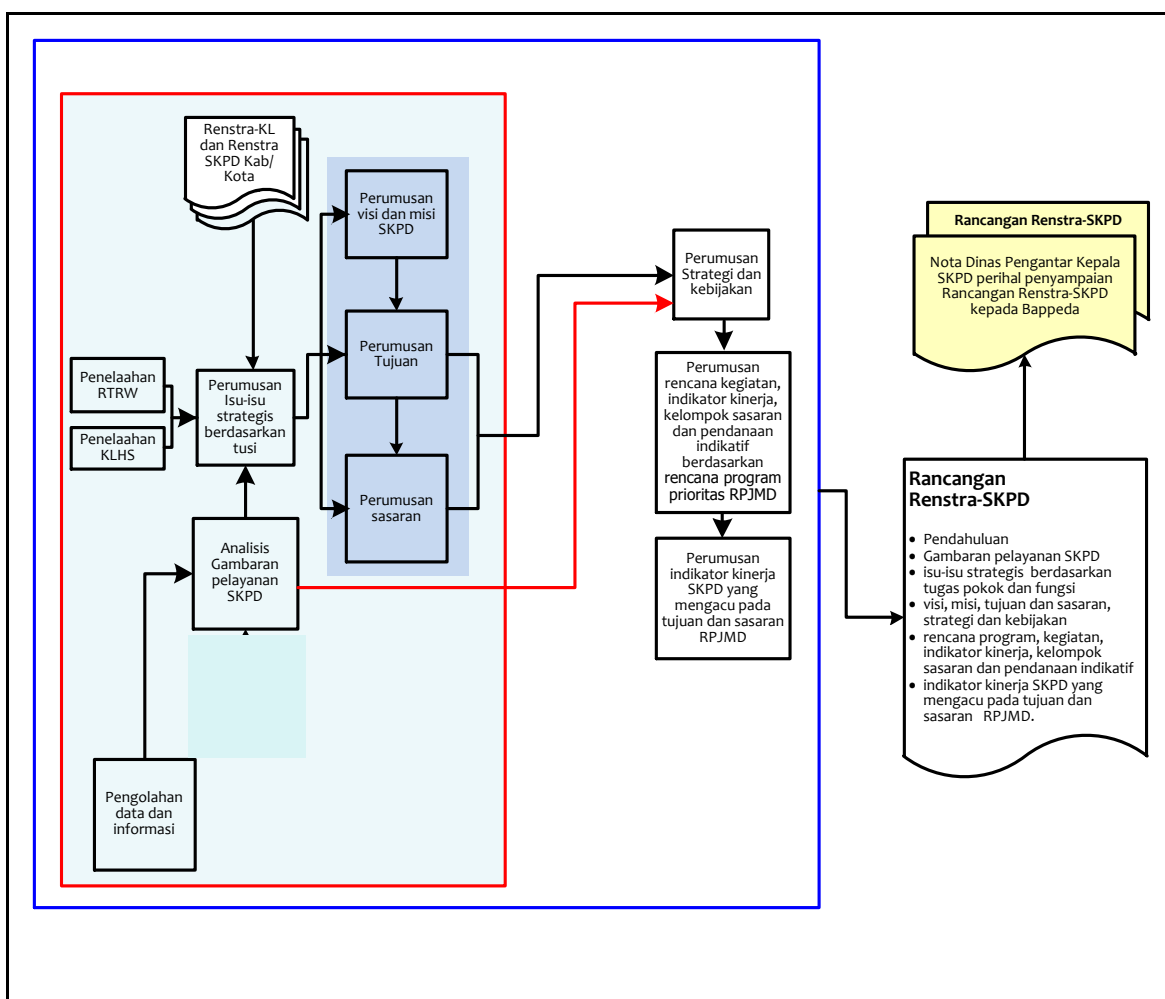 Renstra-KL
dan Renstra
SKPD Kab/
Kota
Penelaahan
RTRW
Penelaahan
KLHS
Perumusan
Isu-isu
strategis
berdasarkan
tusi
Analisis
Gambaran
pelayanan
SKPD
Pengolahan
data dan
informasi
Perumusan
visi dan misi
SKPD
Perumusan
Tujuan
Perumusan
sasaran
Perumusan
Strategi dan
kebijakan
Perumusan
rencana kegiatan,
indikator kinerja,
kelompok sasaran
dan pendanaan
indikatif
berdasarkan
rencana program
prioritas RPJMD
Perumusan
indikator kinerja
SKPD yang
mengacu pada
tujuan dan sasaran
RPJMD
Rancangan Renstra-SKPD
Nota Dinas Pengantar Kepala
SKPD perihal penyampaian
Rancangan Renstra-SKPD
kepada Bappeda
Rancangan
Renstra-SKPD
• Pendahuluan
• Gambaran pelayanan SKPD
• isu-isu strategis berdasarkan
tugas pokok dan fungsi
• visi, misi, tujuan dan sasaran,
strategi dan kebijakan
• rencana program, kegiatan,
indikator kinerja, kelompok
sasaran dan pendanaan indikatif
• indikator kinerja SKPD yang
mengacu pada tujuan dan
sasaran RPJMD.